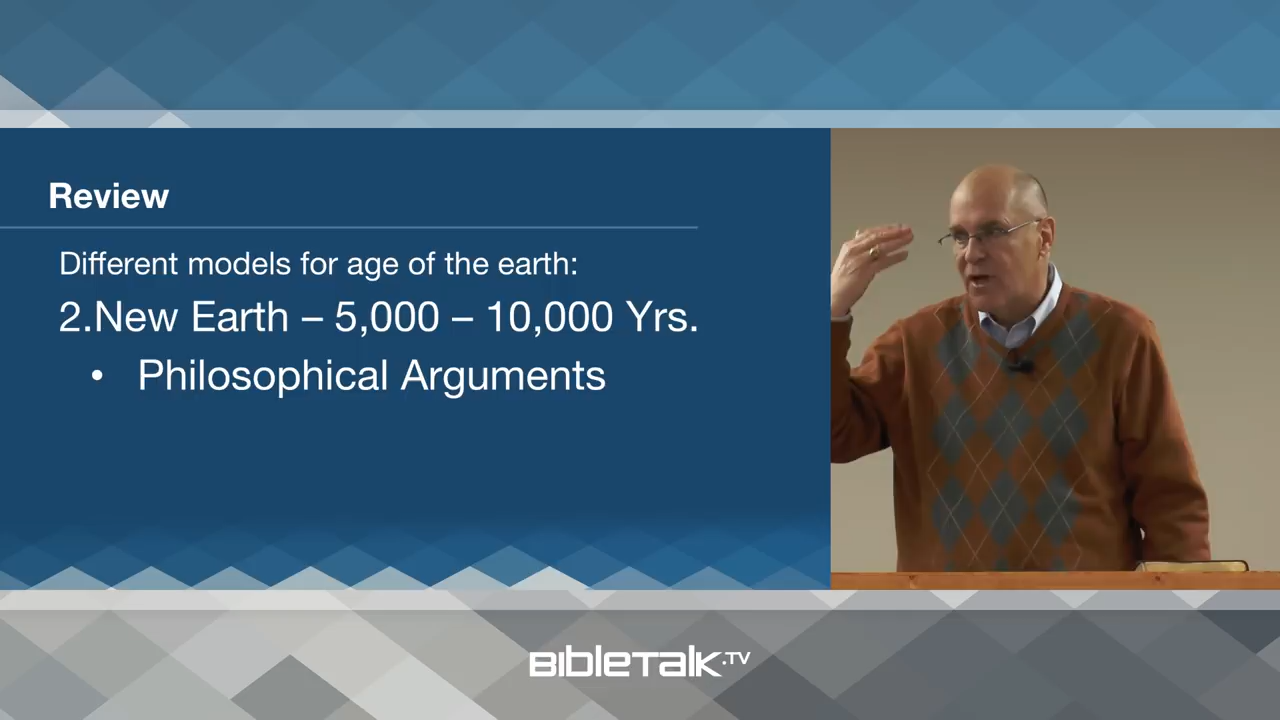 Review
Different models for age of the earth:
2.New Earth – 5,000 – 10,000 Yrs.
• Philosophical Arguments
BIBLETALK.TV